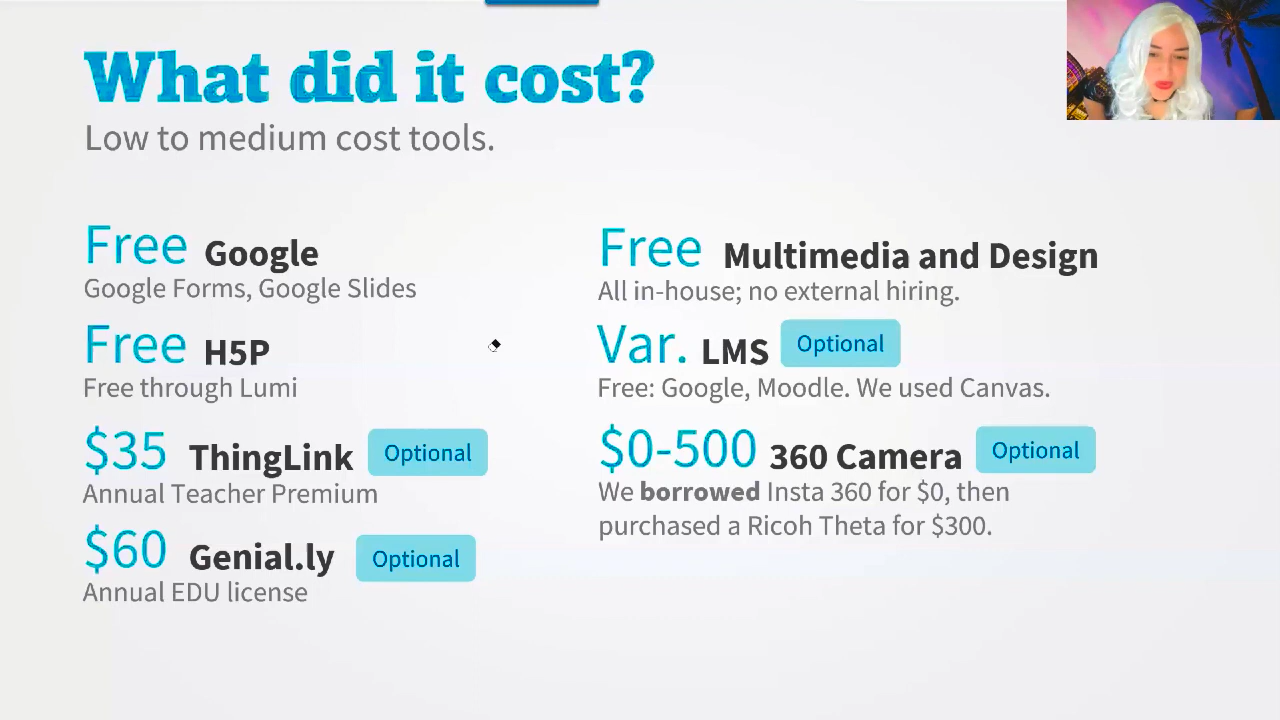 What did it cost?
Low to medium cost tools.
Free Google
Google Forms, Google Slides
Free H5P
Free through Lumi
$35 ThingLink Optional
Annual Teacher Premium
$60 Genial.ly Optional
Annual EDU license
Free Multimedia and Design
All in-house; no external hiring.
Var. LMS Optional
Free: Google, Moodle. We used Canvas.
$0-500 360 Camera Optional
We borrowed Insta 360 for $0, then
purchased a Ricoh Theta for $300.